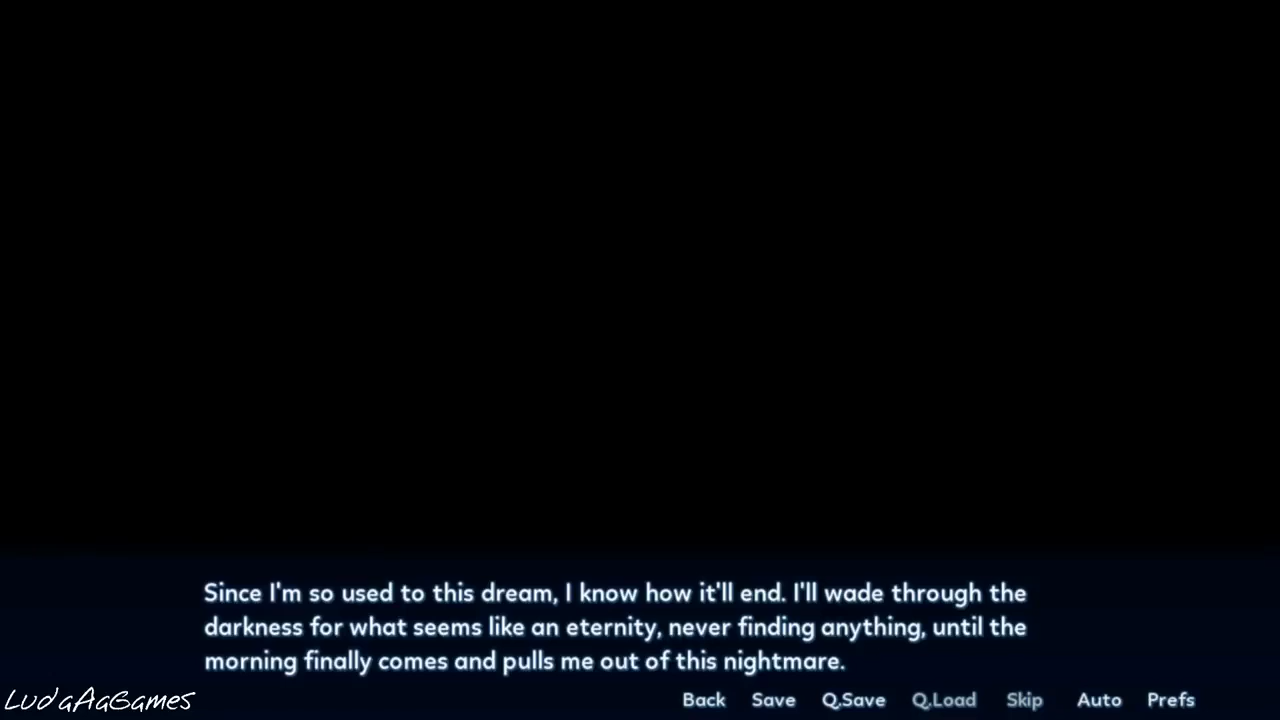 Since I'm so used to this dream, I know how it'll end. I'll wade through the
darkness for what seems like an eternity, never finding anything, until the
morning finally comes and pulls me out of this nightmare.
LudaAaGames
Back Save Q.Save Q.Load Skip Auto Prefs